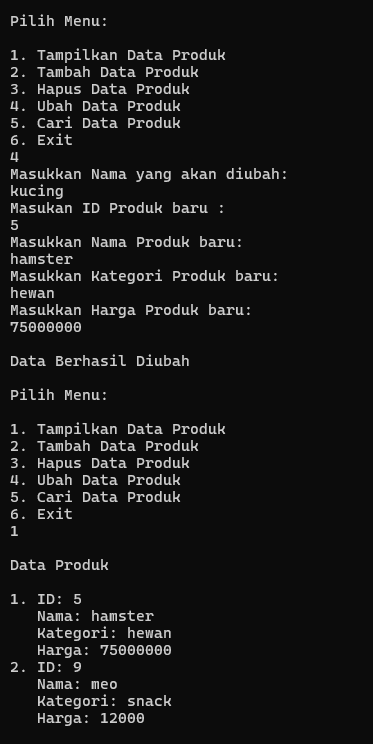 Pilih Menu:
1. Tampilkan Data Produk
2. Tambah Data Produk
3. Hapus Data Produk
4. Ubah Data Produk
5. Cari Data Produk
6. Exit
4
Masukkan Nama yang akan diubah:
kucing
Masukan ID Produk baru :
5
Masukkan Nama Produk baru:
hamster
Masukkan Kategori Produk baru:
hewan
Masukkan Harga Produk baru:
75000000
Data Berhasil Diubah
Pilih Menu:
1. Tampilkan Data Produk
2. Tambah Data Produk
3. Hapus Data Produk
4. Ubah Data Produk
5. Cari Data Produk
6. Exit
1
Data Produk
1. ID: 5
Nama: hamster
Kategori: hewan
Harga: 75000000
2. ID: 9
Nama: meo
Kategori: snack
Harga: 12000